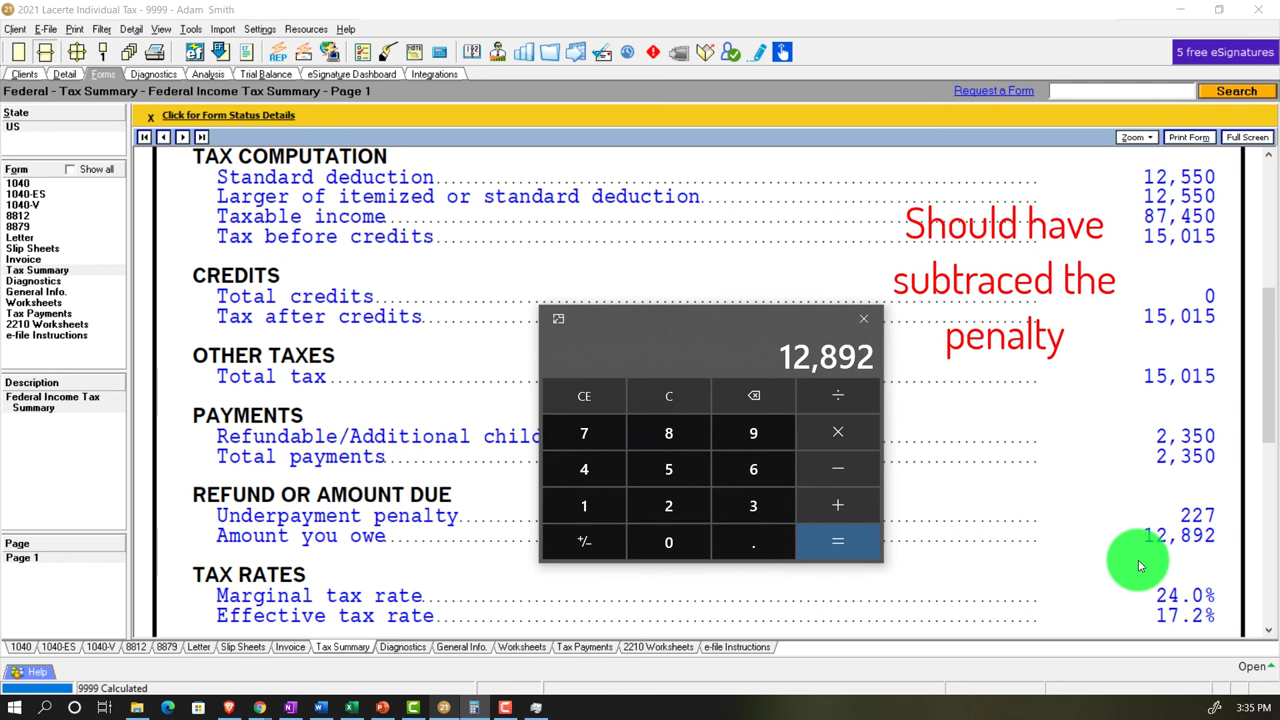 2021 Lacerte Individual Tax - 9999 - Adam Smith
Client E-File Print Filter Detail View Tools Import Settings Resources Help
5 free eSignatures
Clients Detail Forms Diagnostics Analysis Trial Balance eSignature Dashboard Integrations
Federal - Tax Summary - Federal Income Tax Summary - Page 1
Request a Form
Search
State
US
x Click for Form Status Details
Zoom Print Form Full Screen
Form Show all
1040
1040-ES
1040-V
8812
8879
Letter
Slip Sheets
Invoice
Tax Summary
Diagnostics
General Info.
Worksheets
Tax Payments
2210 Worksheets
e-file Instructions
Description
Federal Income Tax
Summary
Page
Page 1
TAX COMPUTATION
Standard deduction 12,550
Larger of itemized or standard deduction 12,550
Taxable income 87,450
Tax before credits 15,015
CREDITS
Total credits 0
Tax after credits 15,015
OTHER TAXES
Total tax 15,015
PAYMENTS
Refundable/Additional child 2,350
Total payments 2,350
REFUND OR AMOUNT DUE
Underpayment penalty 227
Amount you owe 12,892
TAX RATES
Marginal tax rate 24.0%
Effective tax rate 17.2%
Should have
subtraced the
penalty
12,892
CE C ÷
7 8 9 ×
4 5 6 −
1 2 3 +
+/− 0 . =
1040 1040-ES 1040-V 8812 8879 Letter Slip Sheets Invoice Tax Summary Diagnostics General Info. Worksheets Tax Payments 2210 Worksheets e-file Instructions
Help
Open
9999 Calculated
3:35 PM